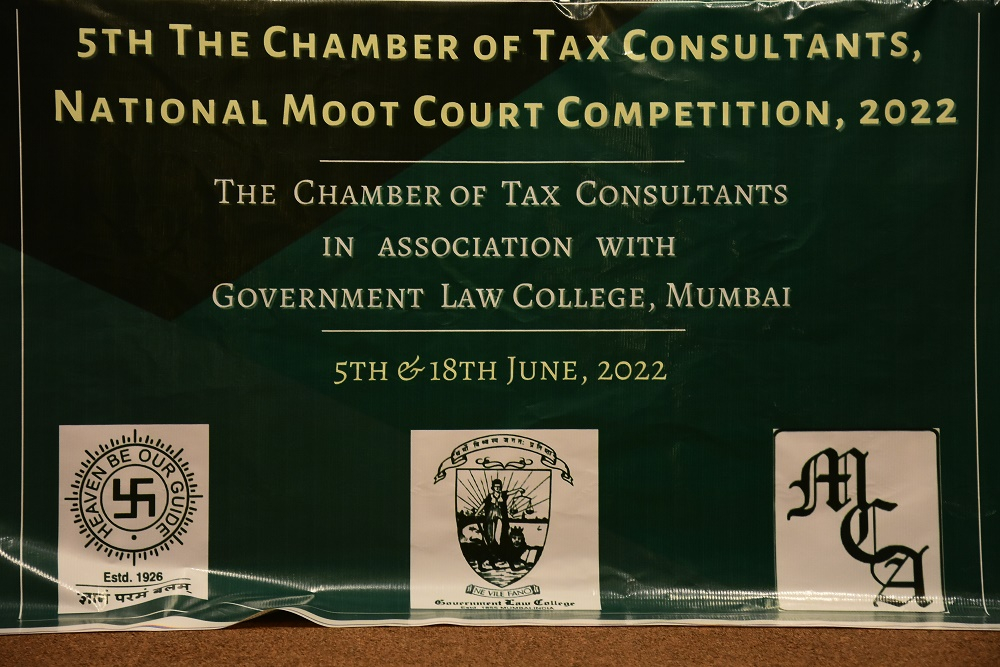 5TH THE CHAMBER OF TAX CONSULTANTS,
NATIONAL MOOT COURT COMPETITION, 2022
THE CHAMBER OF TAX CONSULTANTS
IN ASSOCIATION WITH
GOVERNMENT LAW COLLEGE, MUMBAI
5TH & 18TH JUNE, 2022
HEAVEN BE OUR GUIDE
Estd. 1926
ज्ञानं परमं बलम्
NE VILE FANO
Government Law College
MCA